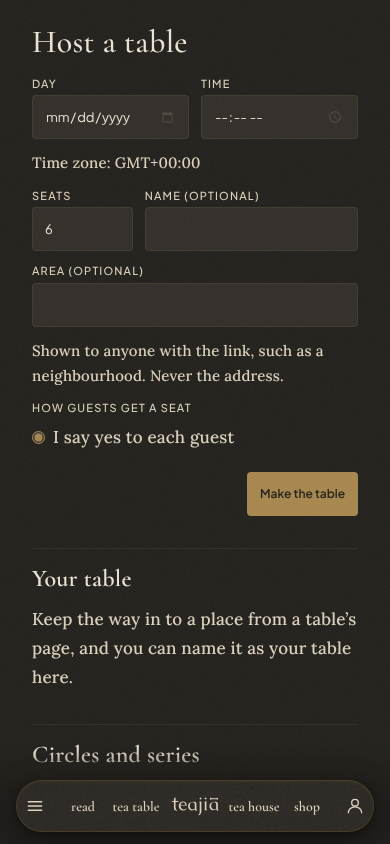 Host a table
DAY TIME
mm/dd/yyyy --:-- --
Time zone: GMT+00:00
SEATS NAME (OPTIONAL)
6
AREA (OPTIONAL)
Shown to anyone with the link, such as a
neighbourhood. Never the address.
HOW GUESTS GET A SEAT
I say yes to each guest
Make the table
Your table
Keep the way in to a place from a table’s
page, and you can name it as your table
here.
Circles and series
read tea table teajiā tea house shop